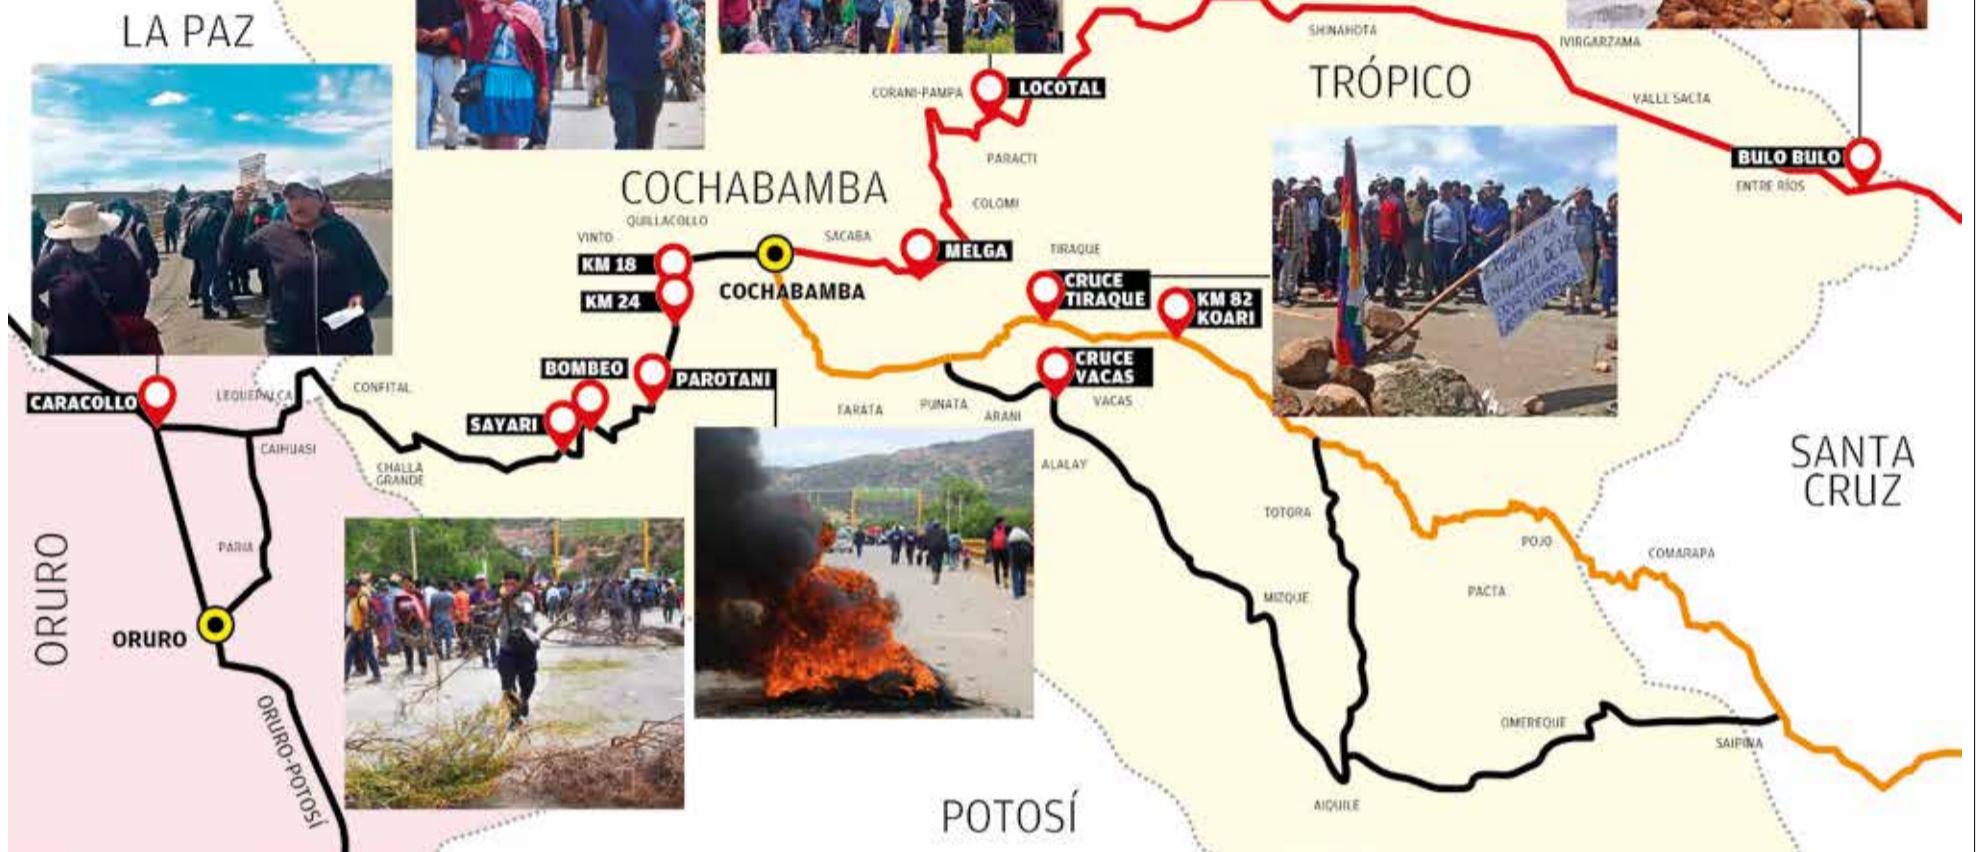 LA PAZ
SHINAHOTA
IVIRGARZAMA
TRÓPICO
CORANI-PAMPA
LOCOTAL
VALLE SACTA
PARACTI
BULO BULO
ENTRE RÍOS
COCHABAMBA
QUILLACOLLO
COLOMI
VINTO
SACABA
MELGA
TIRAQUE
KM 18
KM 24
COCHABAMBA
CRUCE
TIRAQUE
KM 82
KOARI
BOMBEO
PAROTANI
CRUCE
VACAS
CARACOLLO
LEQUEPALCA
CONFITAL
TARATA
PUNATA
ARANI
VACAS
SAYARI
CAIHUASI
CHALLA
GRANDE
ALALAY
SANTA
CRUZ
TOTORA
ORURO
PARIA
POJO
COMARAPA
MIZQUE
PACTA
ORURO
ORURO-POTOSÍ
OMEREQUE
SAIPINA
POTOSÍ
AIQUILE